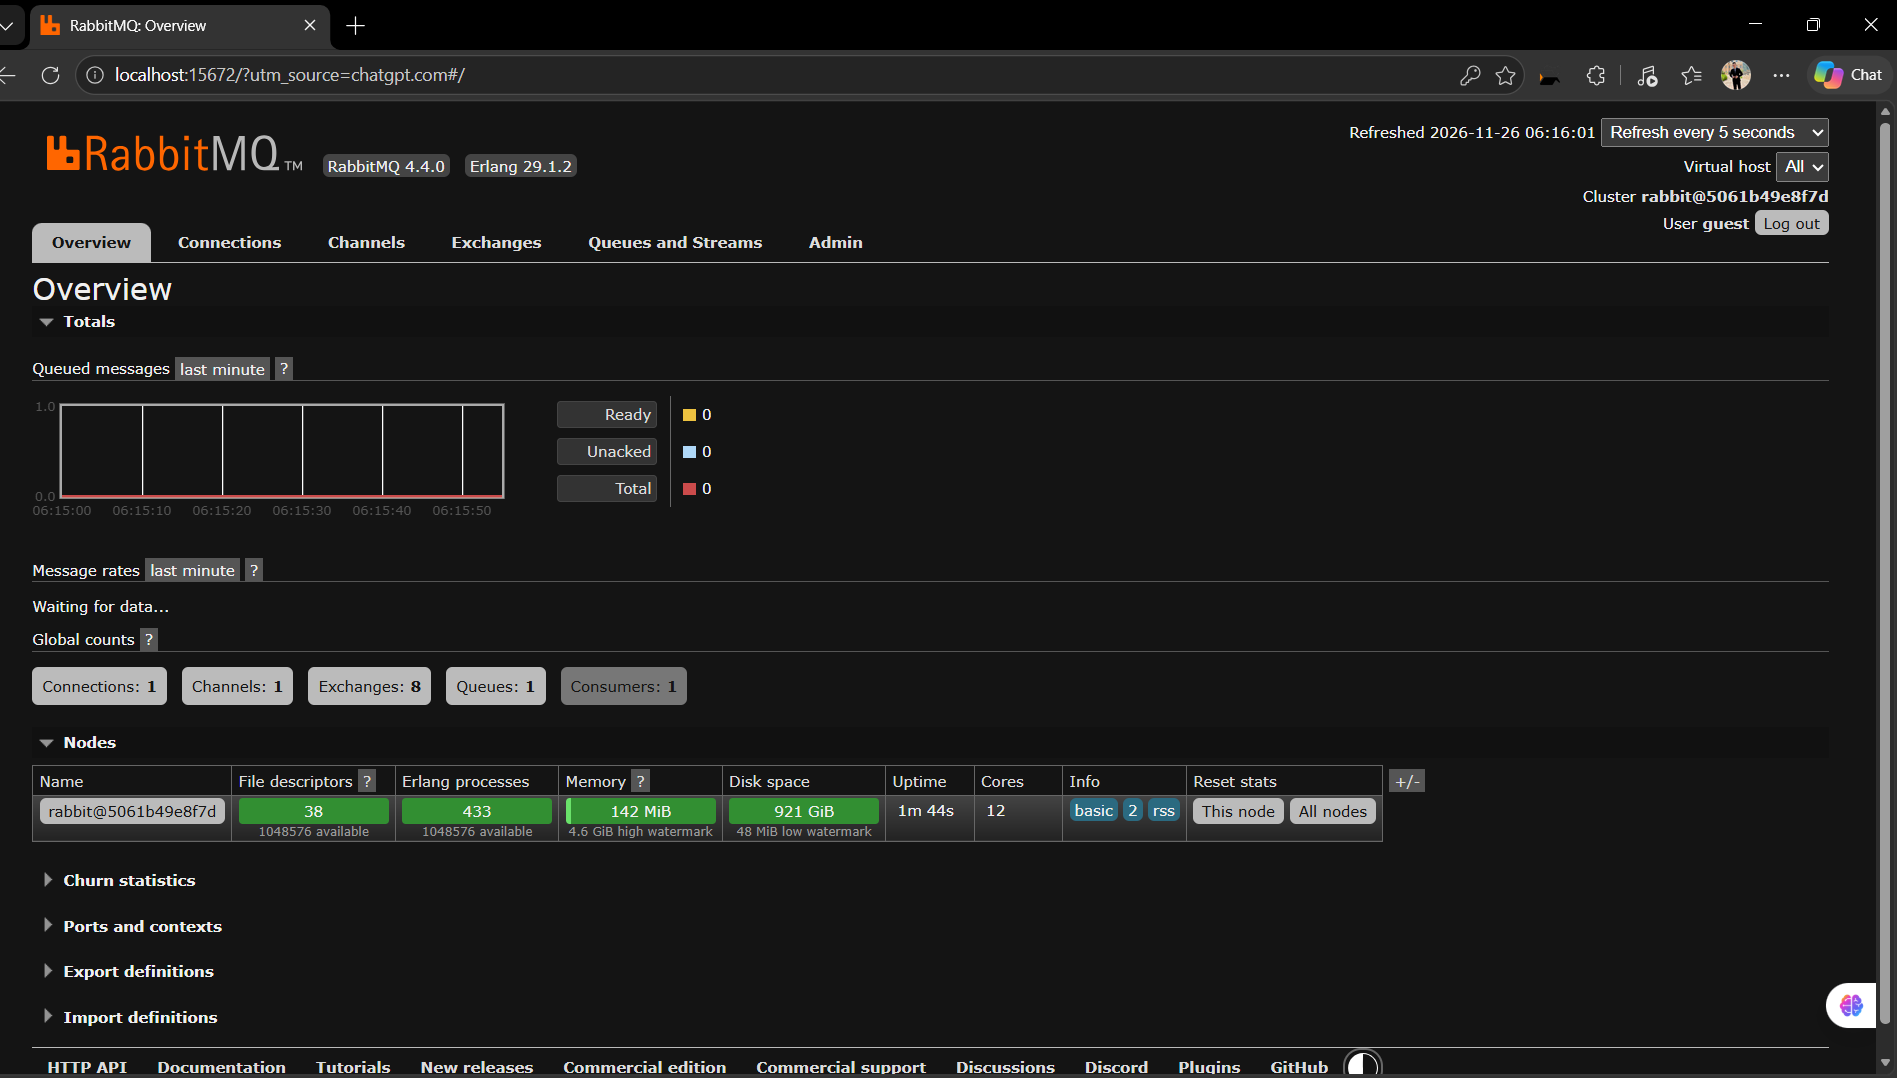 RabbitMQ: Overview
localhost:15672/?utm_source=chatgpt.com#/
Chat
RabbitMQ TM
RabbitMQ 4.4.0
Erlang 29.1.2
Refreshed 2026-11-26 06:16:01
Refresh every 5 seconds
Virtual host All
Cluster rabbit@5061b49e8f7d
User guest Log out
Overview Connections Channels Exchanges Queues and Streams Admin
Overview
Totals
Queued messages last minute ?
1.0
0.0
06:15:00 06:15:10 06:15:20 06:15:30 06:15:40 06:15:50
Ready 0
Unacked 0
Total 0
Message rates last minute ?
Waiting for data...
Global counts ?
Connections: 1 Channels: 1 Exchanges: 8 Queues: 1 Consumers: 1
Nodes
Name File descriptors ? Erlang processes Memory ? Disk space Uptime Cores Info Reset stats +/-
rabbit@5061b49e8f7d 38 433 142 MiB 921 GiB 1m 44s 12 basic 2 rss This node All nodes
1048576 available 1048576 available 4.6 GiB high watermark 48 MiB low watermark
Churn statistics
Ports and contexts
Export definitions
Import definitions
HTTP API Documentation Tutorials New releases Commercial edition Commercial support Discussions Discord Plugins GitHub